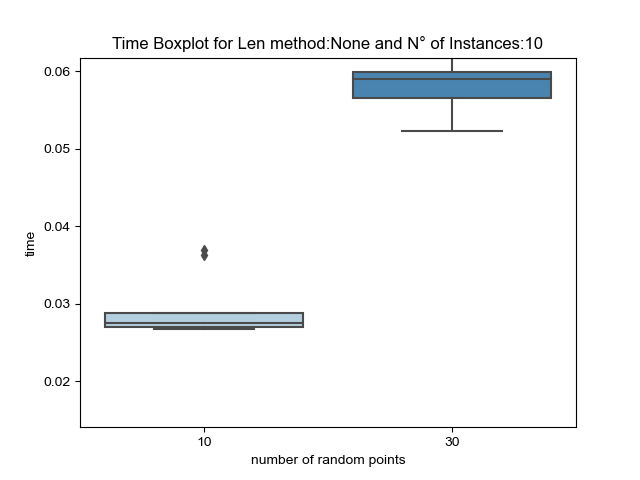 Time Boxplot for Len method:None and N° of Instances:10
0.06
0.05
0.04
0.03
0.02
time
10
30
number of random points